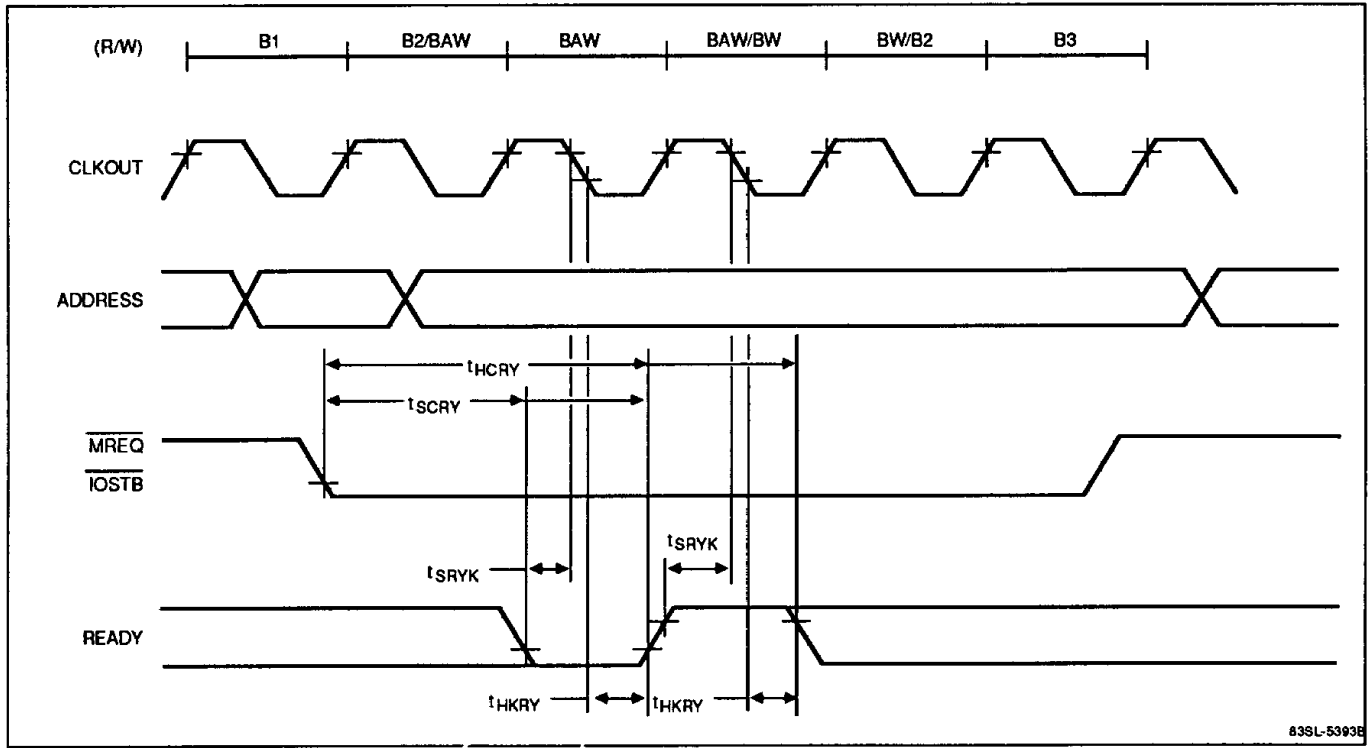 (R/W) B1 B2/BAW BAW BAW/BW BW/B2 B3
CLKOUT
ADDRESS
tHCRY
tSCRY
MREQ
IOSTB
tSRYK
tSRYK
READY
tHKRY tHKRY
83SL-5393B